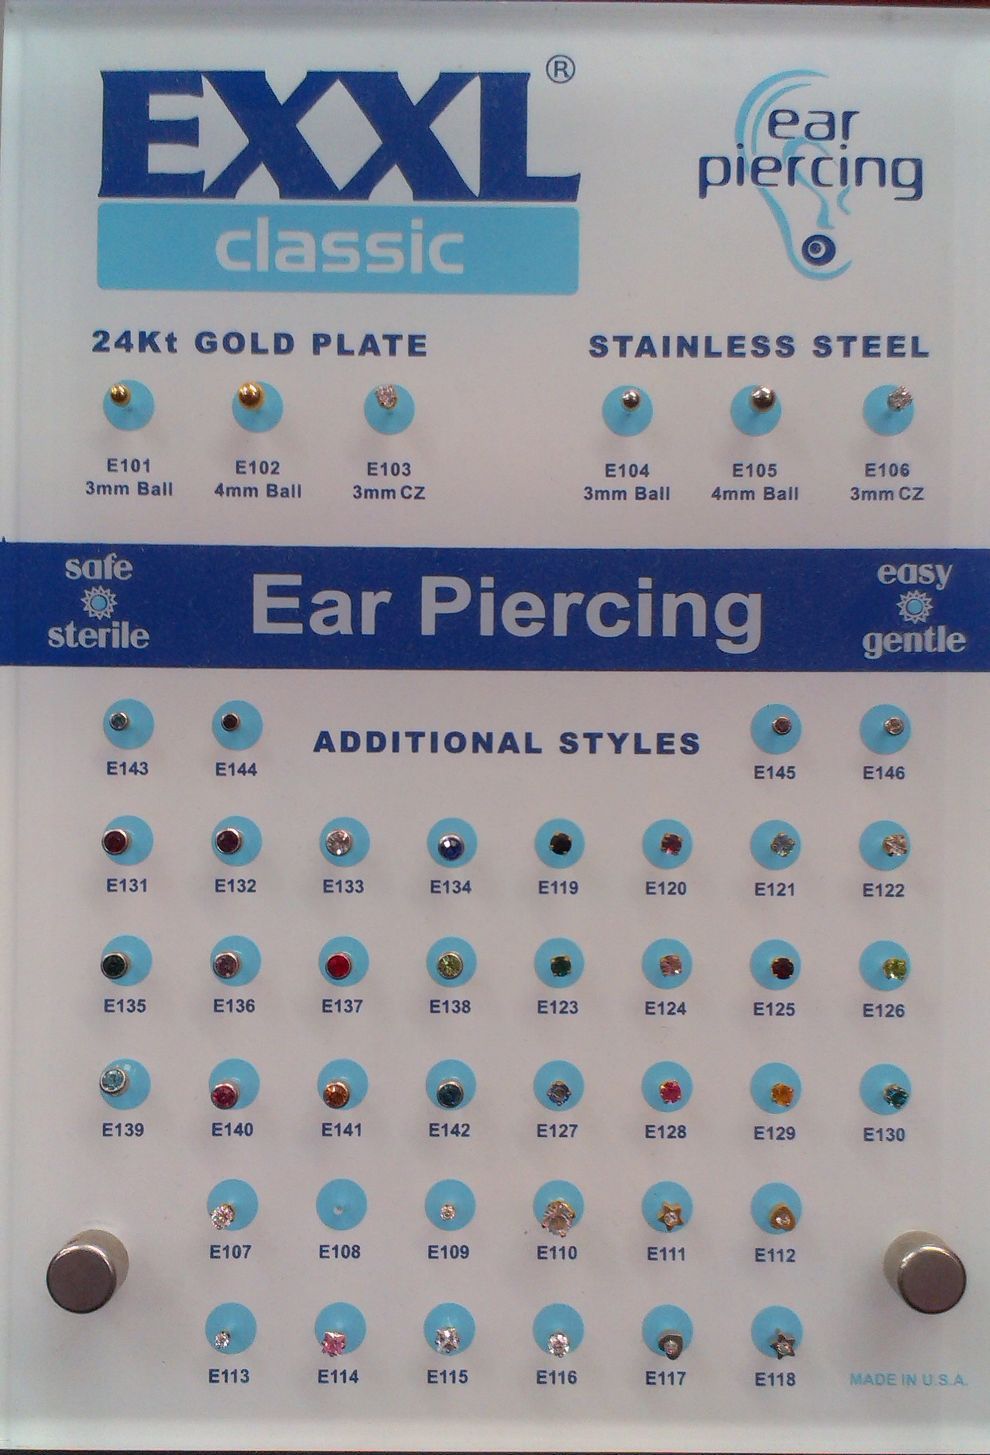 EXXL®
classic
ear
piercing
24Kt GOLD PLATE
STAINLESS STEEL
E101 E102 E103 E104 E105 E106
3mm Ball 4mm Ball 3mm CZ 3mm Ball 4mm Ball 3mm CZ
safe
sterile
Ear Piercing
easy
gentle
ADDITIONAL STYLES
E143 E144 E145 E146
E131 E132 E133 E134 E119 E120 E121 E122
E135 E136 E137 E138 E123 E124 E125 E126
E139 E140 E141 E142 E127 E128 E129 E130
E107 E108 E109 E110 E111 E112
E113 E114 E115 E116 E117 E118
MADE IN U.S.A.